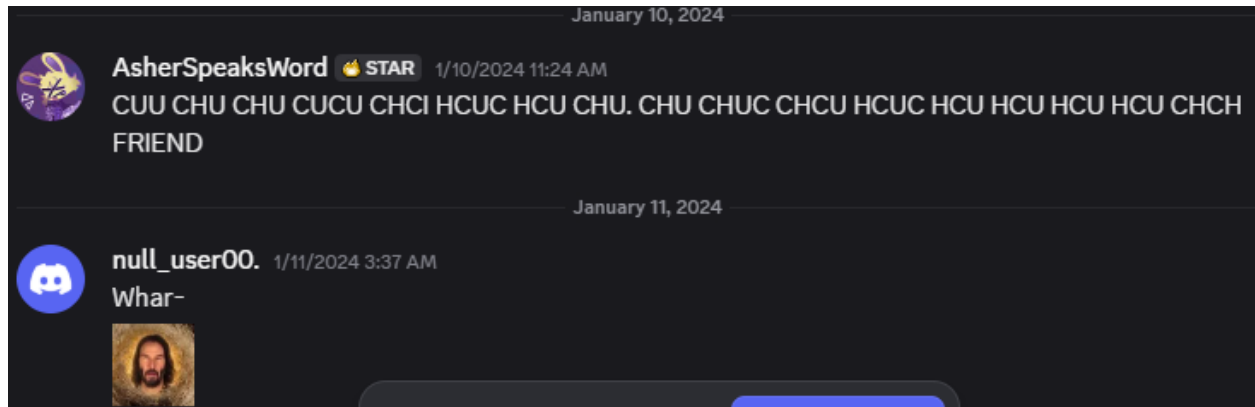 January 10, 2024
AsherSpeaksWord STAR 1/10/2024 11:24 AM
CUU CHU CHU CUCU CHCI HCUC HCU CHU. CHU CHUC CHCU HCUC HCU HCU HCU HCU CHCH
FRIEND
January 11, 2024
null_user00. 1/11/2024 3:37 AM
Whar-